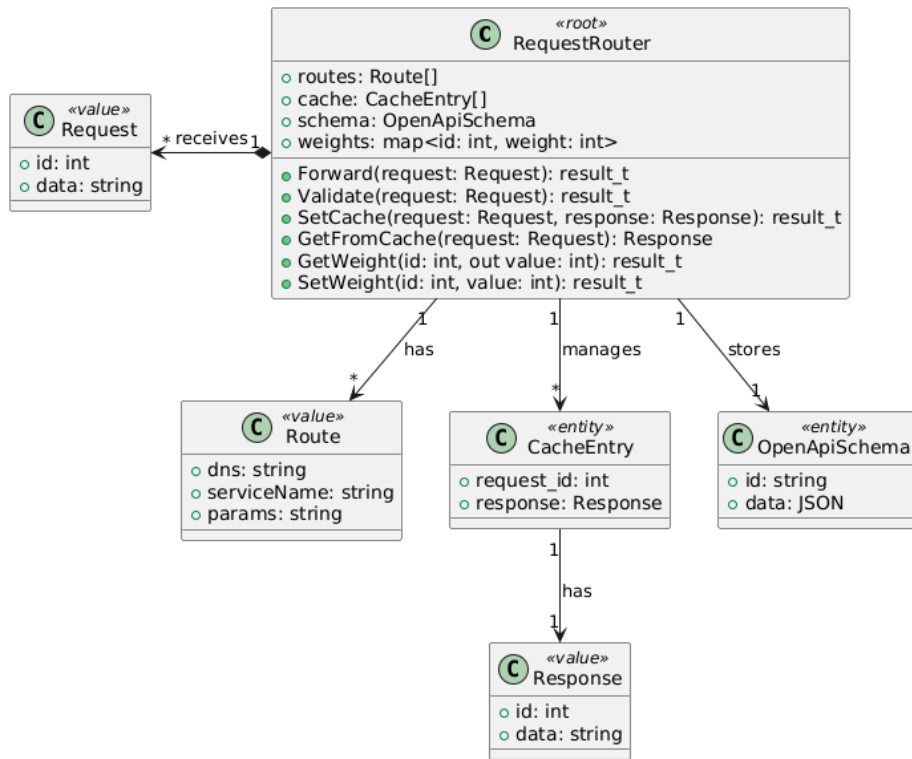 C
«root»
RequestRouter
routes: Route[]
cache: CacheEntry[]
schema: OpenApiSchema
weights: map<id: int, weight: int>
Forward(request: Request): result_t
Validate(request: Request): result_t
SetCache(request: Request, response: Response): result_t
GetFromCache(request: Request): Response
GetWeight(id: int, out value: int): result_t
SetWeight(id: int, value: int): result_t
C
«value»
Request
id: int
data: string
* receives 1
1
has
*
1
manages
*
1
stores
1
C
«value»
Route
dns: string
serviceName: string
params: string
C
«entity»
CacheEntry
request_id: int
response: Response
C
«entity»
OpenApiSchema
id: string
data: JSON
1
has
1
C
«value»
Response
id: int
data: string